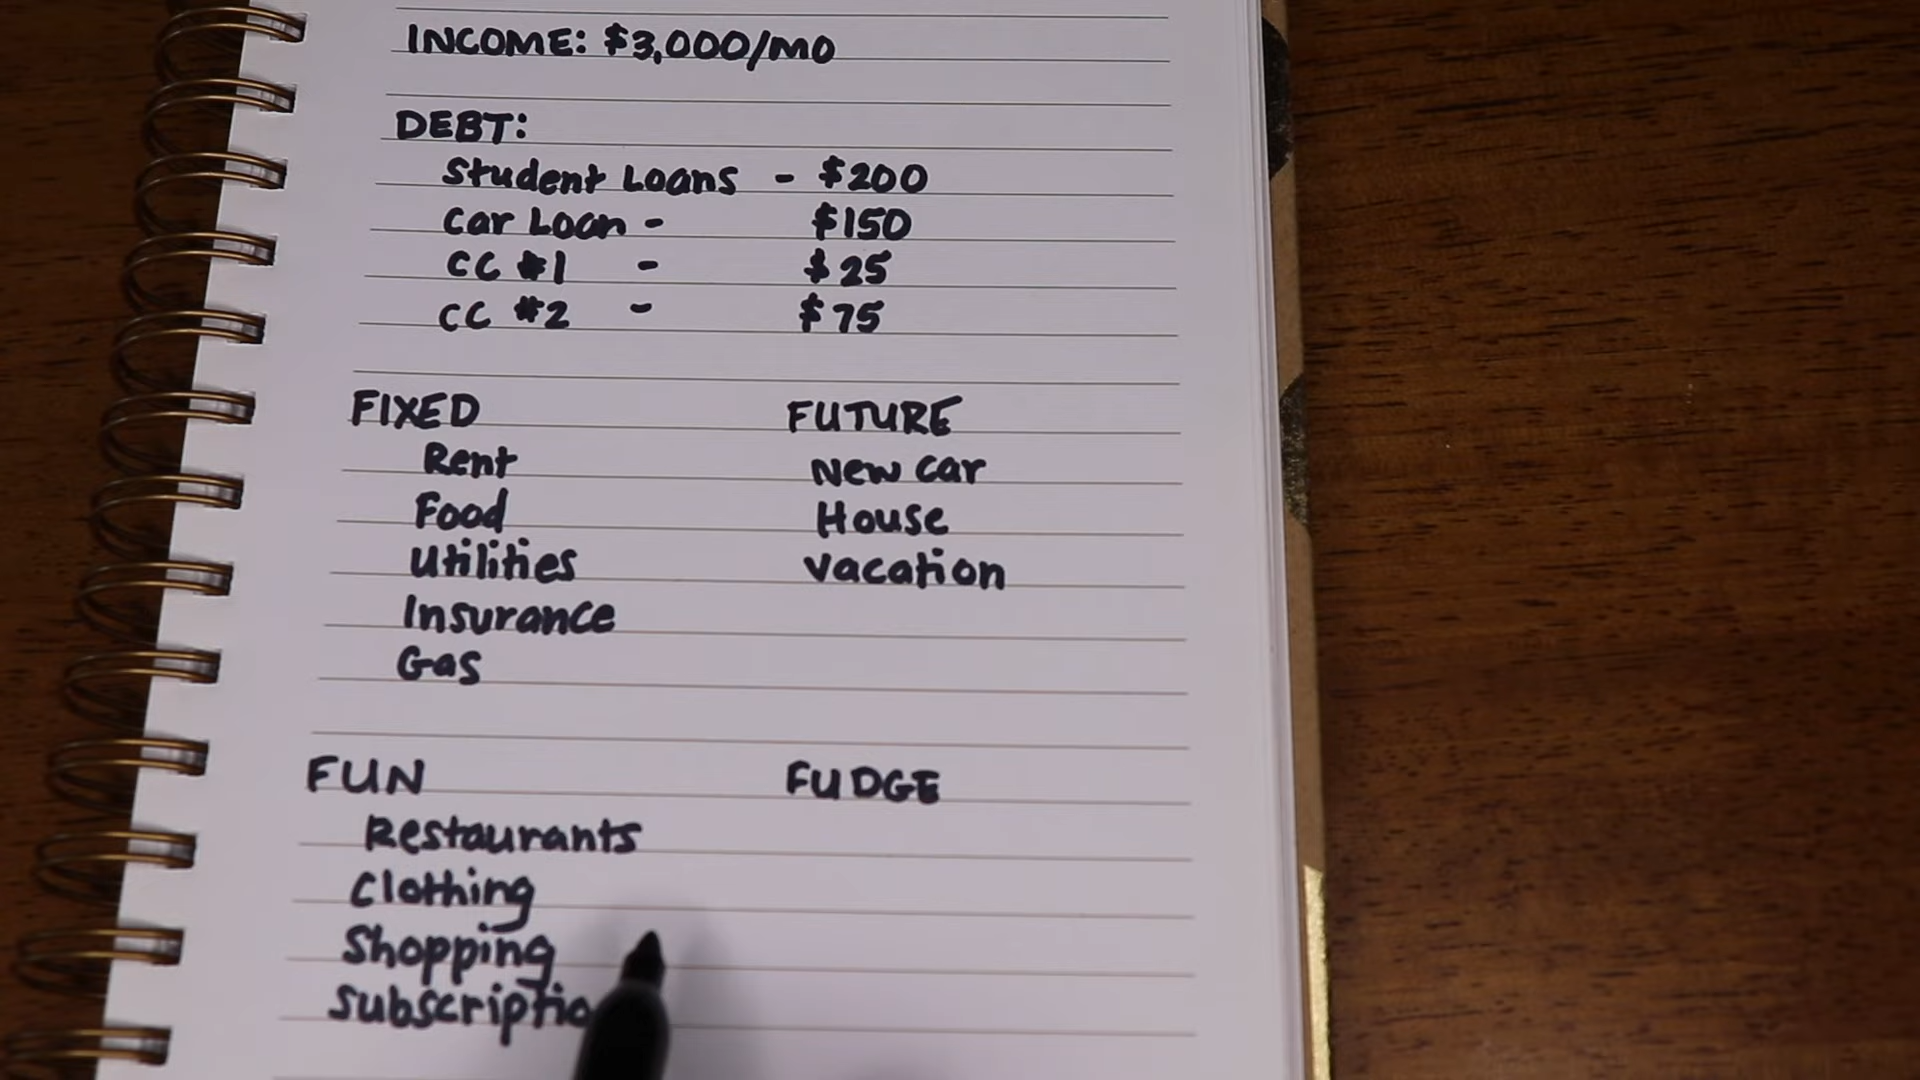 INCOME: $3,000/MO
DEBT:
Student Loans - $200
Car Loan - $150
CC #1 - $25
CC #2 - $75
FIXED FUTURE
Rent New Car
Food House
Utilities Vacation
Insurance
Gas
FUN FUDGE
Restaurants
Clothing
Shopping
Subscriptio